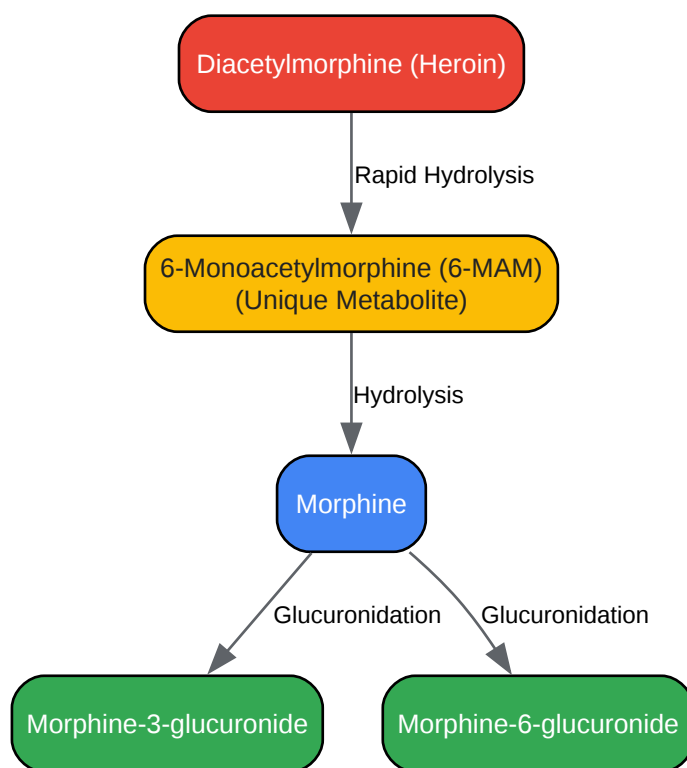 Diacetylmorphine (Heroin)
Rapid Hydrolysis
6-Monoacetylmorphine (6-MAM)
(Unique Metabolite)
Hydrolysis
Morphine
Glucuronidation
Glucuronidation
Morphine-3-glucuronide
Morphine-6-glucuronide